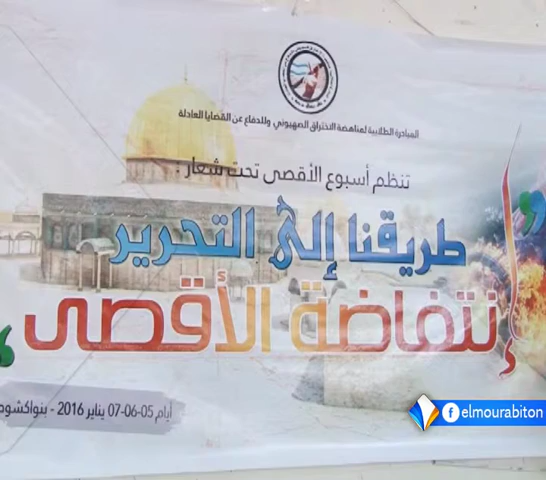 المبادرة الطلابية لمناهضة الاختراق الصهيوني وللدفاع عن القضايا العادلة
تنظم أسبوع الأقصى تحت شعار :
" طريقنا إلى التحرير
إنتفاضة الأقصى "
أيام 05-06-07 يناير 2016 - بنواكشوط
elmourabiton